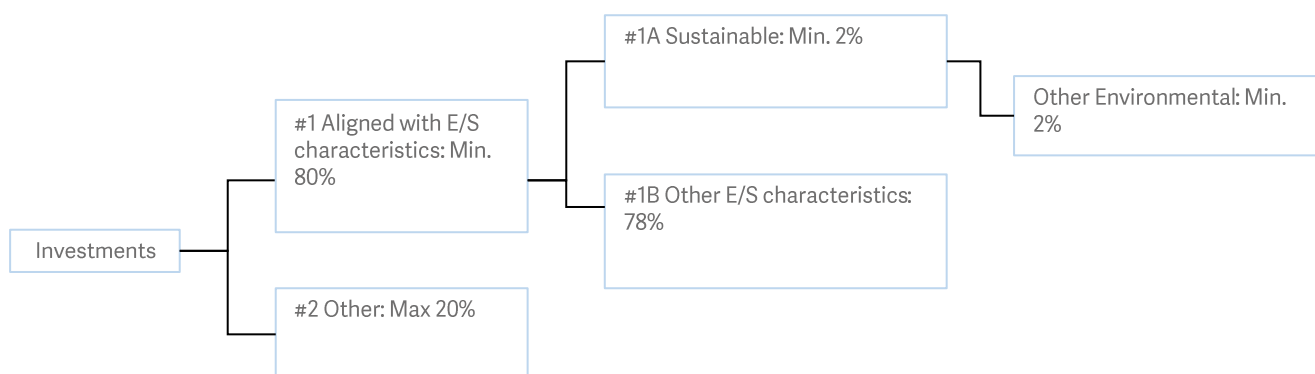 #1A Sustainable: Min. 2%
Other Environmental: Min.
2%
#1 Aligned with E/S
characteristics: Min.
80%
#1B Other E/S characteristics:
78%
Investments
#2 Other: Max 20%